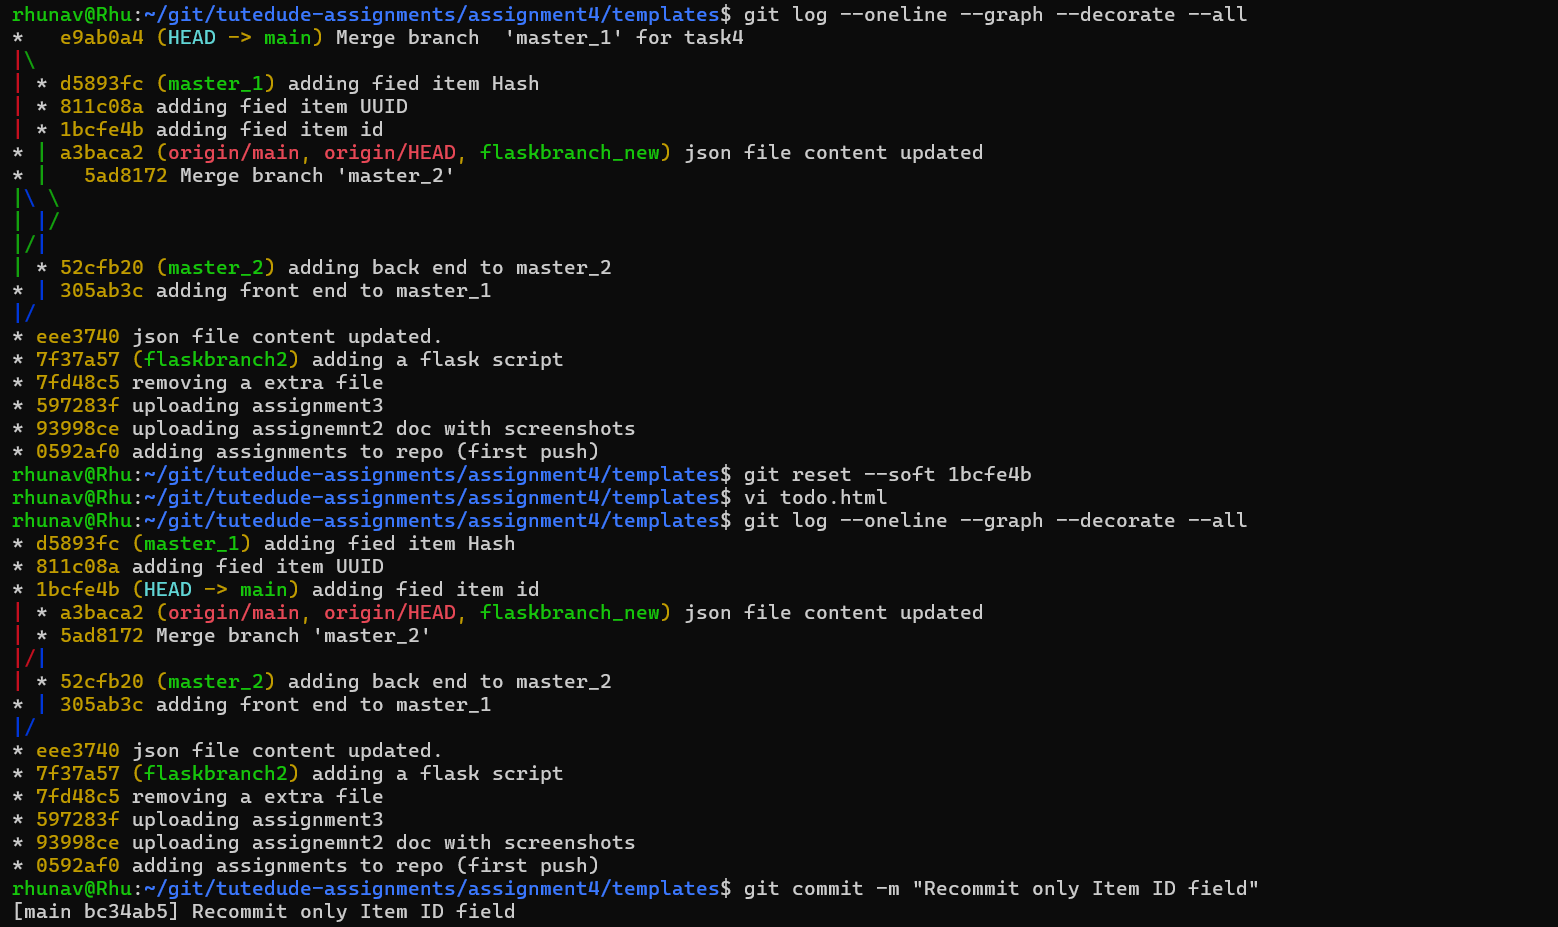 rhunav@Rhu:~/git/tutedude-assignments/assignment4/templates$ git log --oneline --graph --decorate --all
*   e9ab0a4 (HEAD -> main) Merge branch  'master_1' for task4
|\
| * d5893fc (master_1) adding fied item Hash
| * 811c08a adding fied item UUID
| * 1bcfe4b adding fied item id
* | a3baca2 (origin/main, origin/HEAD, flaskbranch_new) json file content updated
* |   5ad8172 Merge branch 'master_2'
|\ \
| |/
|/|
| * 52cfb20 (master_2) adding back end to master_2
* | 305ab3c adding front end to master_1
|/
* eee3740 json file content updated.
* 7f37a57 (flaskbranch2) adding a flask script
* 7fd48c5 removing a extra file
* 597283f uploading assignment3
* 93998ce uploading assignemnt2 doc with screenshots
* 0592af0 adding assignments to repo (first push)
rhunav@Rhu:~/git/tutedude-assignments/assignment4/templates$ git reset --soft 1bcfe4b
rhunav@Rhu:~/git/tutedude-assignments/assignment4/templates$ vi todo.html
rhunav@Rhu:~/git/tutedude-assignments/assignment4/templates$ git log --oneline --graph --decorate --all
* d5893fc (master_1) adding fied item Hash
* 811c08a adding fied item UUID
* 1bcfe4b (HEAD -> main) adding fied item id
| * a3baca2 (origin/main, origin/HEAD, flaskbranch_new) json file content updated
| * 5ad8172 Merge branch 'master_2'
|/|
| * 52cfb20 (master_2) adding back end to master_2
* | 305ab3c adding front end to master_1
|/
* eee3740 json file content updated.
* 7f37a57 (flaskbranch2) adding a flask script
* 7fd48c5 removing a extra file
* 597283f uploading assignment3
* 93998ce uploading assignemnt2 doc with screenshots
* 0592af0 adding assignments to repo (first push)
rhunav@Rhu:~/git/tutedude-assignments/assignment4/templates$ git commit -m "Recommit only Item ID field"
[main bc34ab5] Recommit only Item ID field